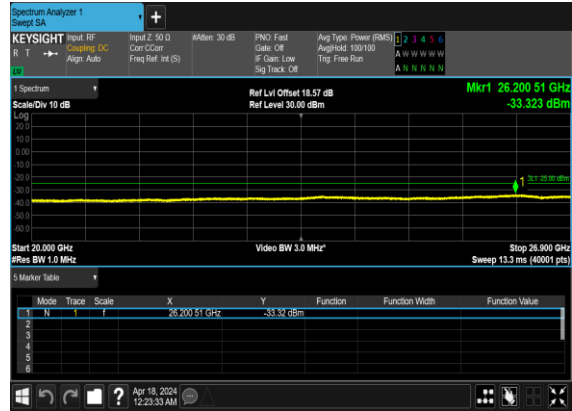 Spectrum Analyzer 1
Swept SA
+
KEYSIGHT Input: RF Input Z: 50 Ω #Atten: 30 dB PNO: Fast Avg Type: Power (RMS) 1 2 3 4 5 6
R T Coupling: DC Corr CCorr Gate: Off Avg|Hold: 100/100 A W W W W W
Align: Auto Freq Ref: Int (S) IF Gain: Low Trig: Free Run
Sig Track: Off A N N N N N
1 Spectrum Ref Lvl Offset 18.57 dB Mkr1 26.200 51 GHz
Scale/Div 10 dB Ref Level 30.00 dBm -33.323 dBm
Log
20.0
10.0
0.00
-10.0
-20.0
-30.0
-40.0
-50.0
-60.0
1
Start 20.000 GHz Video BW 3.0 MHz* Stop 26.900 GHz
#Res BW 1.0 MHz Sweep 13.3 ms (40001 pts)
5 Marker Table
Mode Trace Scale X Y Function Function Width Function Value
1 N 1 f 26.200 51 GHz -33.32 dBm
2
3
4
5
6
? Apr 18, 2024
12:23:33 AM